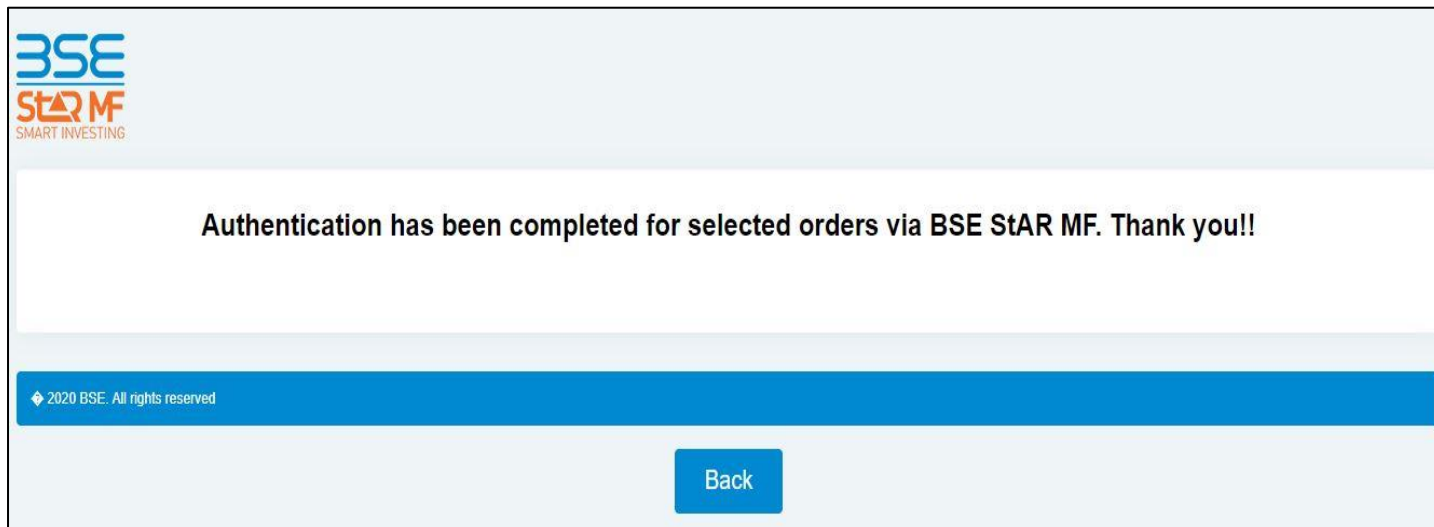 BSE
StAR MF
SMART INVESTING
Authentication has been completed for selected orders via BSE StAR MF. Thank you!!
� 2020 BSE. All rights reserved
Back